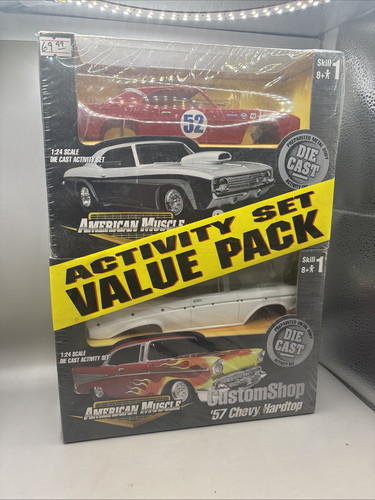 69.99
Skill 1
8+
52
PREPAINTED METAL BODY
DIE CAST
1:24 SCALE
DIE CAST ACTIVITY SET
AMERICAN MUSCLE
ACTIVITY SET
VALUE PACK
Skill 1
8+
PREPAINTED METAL BODY
DIE CAST
1:24 SCALE
DIE CAST ACTIVITY SET
AMERICAN MUSCLE
CustomShop
'57 Chevy Hardtop